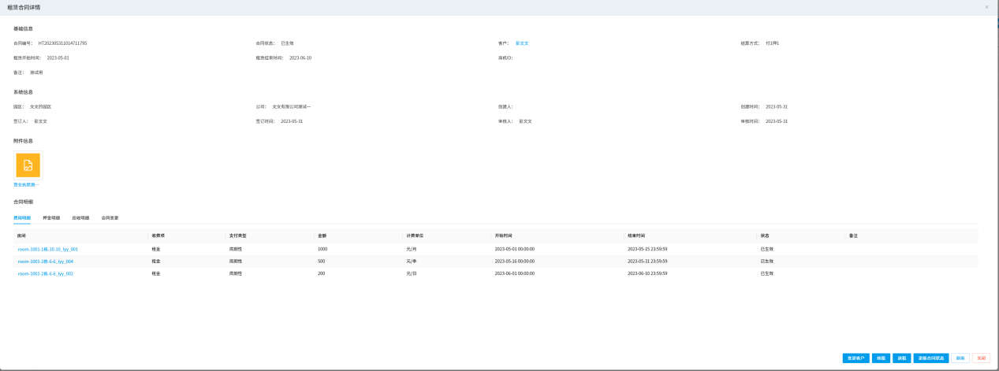 租赁合同详情
基础信息
合同编号： HT202305311014711795 合同状态： 已生效 客户： 彭文文 结算方式： 付1押1
租赁开始时间： 2023-05-01 租赁结束时间： 2023-06-10 商机ID：
备注： 测试用
系统信息
园区： 文文的园区 公司： 文文有限公司测试一 创建人： 创建时间： 2023-05-31
签订人： 彭文文 签订时间： 2023-05-31 审核人： 彭文文 审核时间： 2023-05-31
附件信息
营业执照测…
合同明细
费用明细 押金明细 应收明细 合同变更
房间 收费项 支付类型 金额 计费单位 开始时间 结束时间 状态 备注
room-1001-1栋-10-10_lyy_001 租金 周期性 1000 元/月 2023-05-01 00:00:00 2023-05-15 23:59:59 已生效
room-1001-2栋-6-6_lyy_004 租金 周期性 500 元/季 2023-05-16 00:00:00 2023-05-31 23:59:59 已生效
room-1001-2栋-6-6_lyy_002 租金 周期性 200 元/日 2023-06-01 00:00:00 2023-06-10 23:59:59 已生效
变更客户 续租 退租 更新合同状态 刷新 关闭